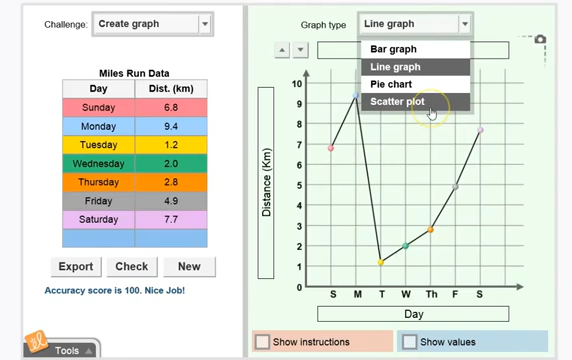 Challenge: Create graph
Graph type Line graph
Bar graph
Line graph
Pie chart
Scatter plot
Miles Run Data
Day Dist. (km)
Sunday 6.8
Monday 9.4
Tuesday 1.2
Wednesday 2.0
Thursday 2.8
Friday 4.9
Saturday 7.7
Export Check New
Accuracy score is 100. Nice Job!
Tools
Distance (Km)
10
9
8
7
6
5
4
3
2
1
0
S M T W Th F S
Day
Show instructions Show values